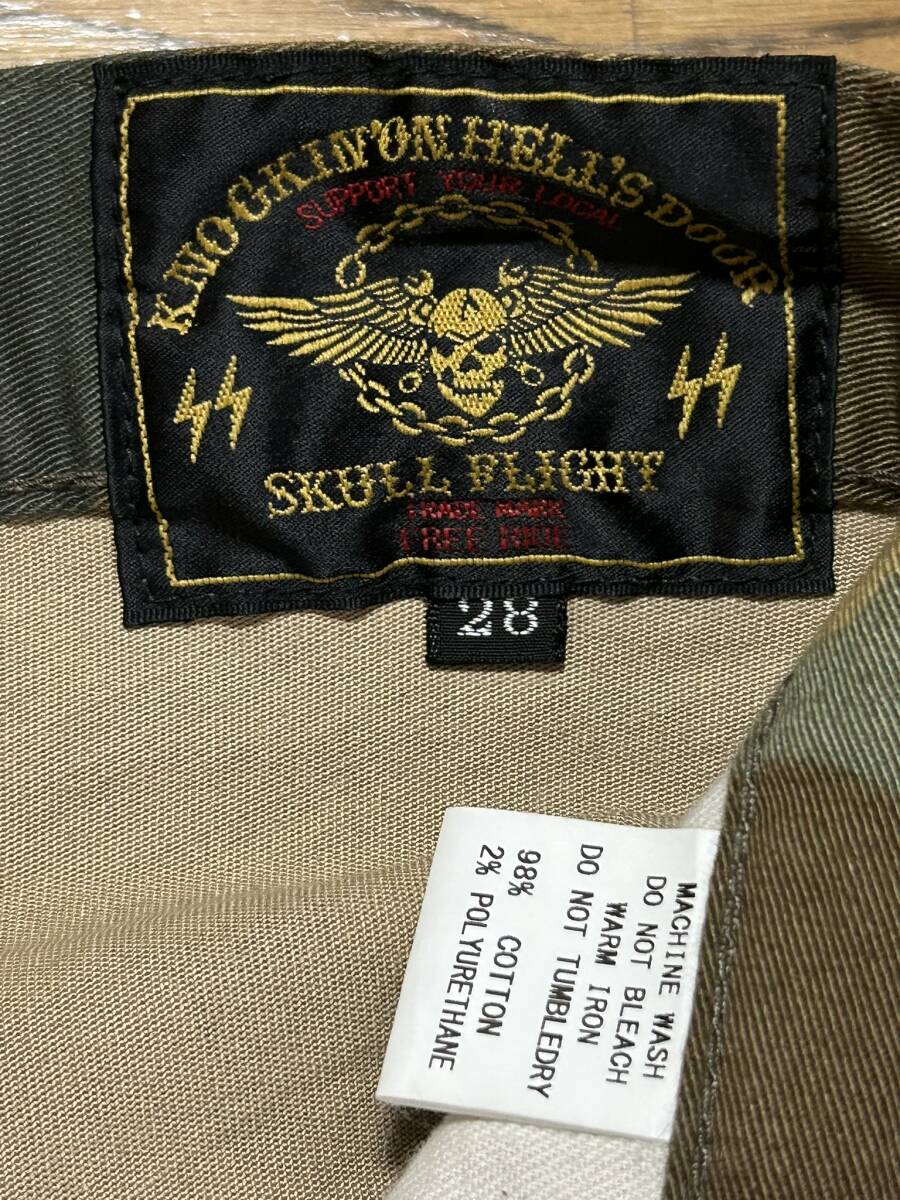 KNOCKIN'ON HELL'S DOOR
SUPPORT YOUR LOCAL
SKULL FLIGHT
TRADE MARK
FREE RIDE
28
MACHINE WASH
DO NOT BLEACH
WARM IRON
DO NOT TUMBLEDRY
98% COTTON
2% POLYURETHANE